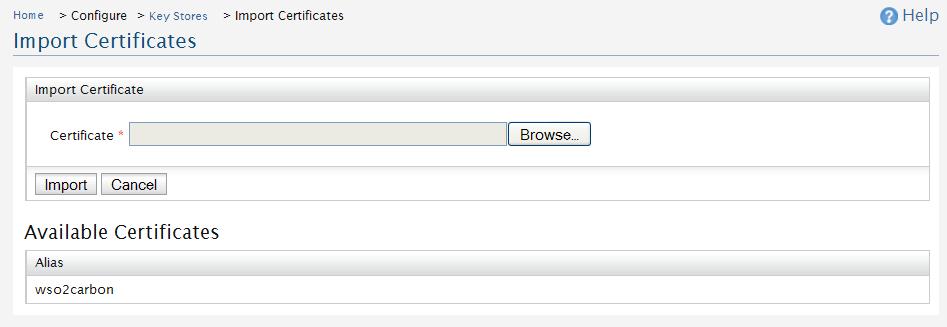 Home > Configure > Key Stores > Import Certificates
Help
Import Certificates
Import Certificate
Certificate * Browse...
Import Cancel
Available Certificates
Alias
wso2carbon